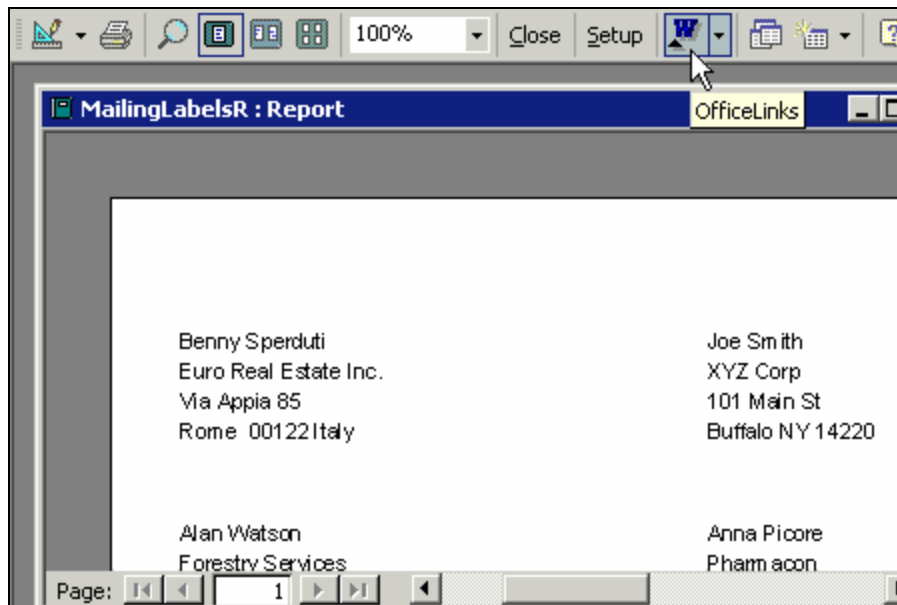 100% Close Setup
MailingLabelsR : Report
OfficeLinks
Benny Sperduti
Euro Real Estate Inc.
Via Appia 85
Rome 00122 Italy
Joe Smith
XYZ Corp
101 Main St
Buffalo NY 14220
Alan Watson
Forestry Services
Anna Picore
Pharmacon
Page: 1